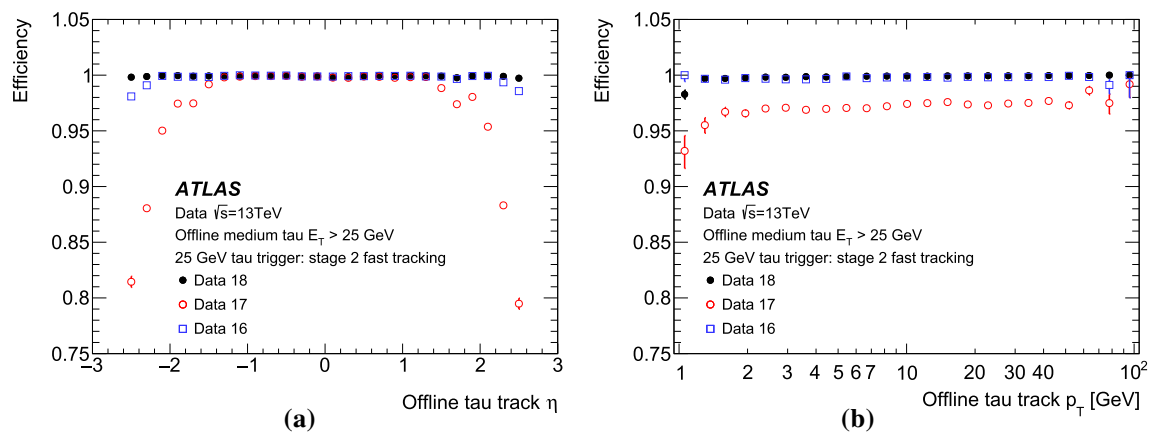 Efficiency
1.05
1
0.95
0.9
0.85
0.8
0.75
ATLAS
Data √s=13TeV
Offline medium tau E_T > 25 GeV
25 GeV tau trigger: stage 2 fast tracking
Data 18
Data 17
Data 16
−3 −2 −1 0 1 2 3
Offline tau track η
(a)
Efficiency
1.05
1
0.95
0.9
0.85
0.8
0.75
ATLAS
Data √s=13TeV
Offline medium tau E_T > 25 GeV
25 GeV tau trigger: stage 2 fast tracking
Data 18
Data 17
Data 16
1 2 3 4 5 6 7 10 20 30 40 10²
Offline tau track p_T [GeV]
(b)